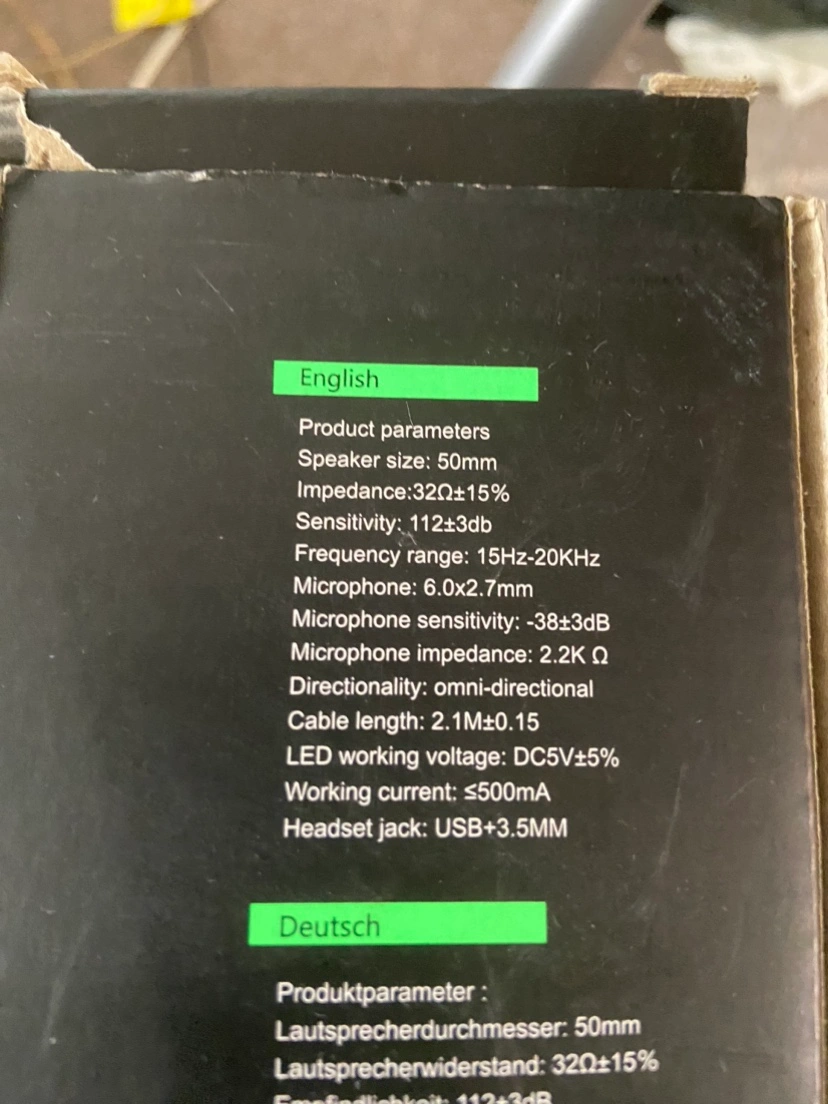 English
Product parameters
Speaker size: 50mm
Impedance:32Ω±15%
Sensitivity: 112±3db
Frequency range: 15Hz-20KHz
Microphone: 6.0x2.7mm
Microphone sensitivity: -38±3dB
Microphone impedance: 2.2K Ω
Directionality: omni-directional
Cable length: 2.1M±0.15
LED working voltage: DC5V±5%
Working current: ≤500mA
Headset jack: USB+3.5MM
Deutsch
Produktparameter :
Lautsprecherdurchmesser: 50mm
Lautsprecherwiderstand: 32Ω±15%
Empfindlichkeit: 112±3dB